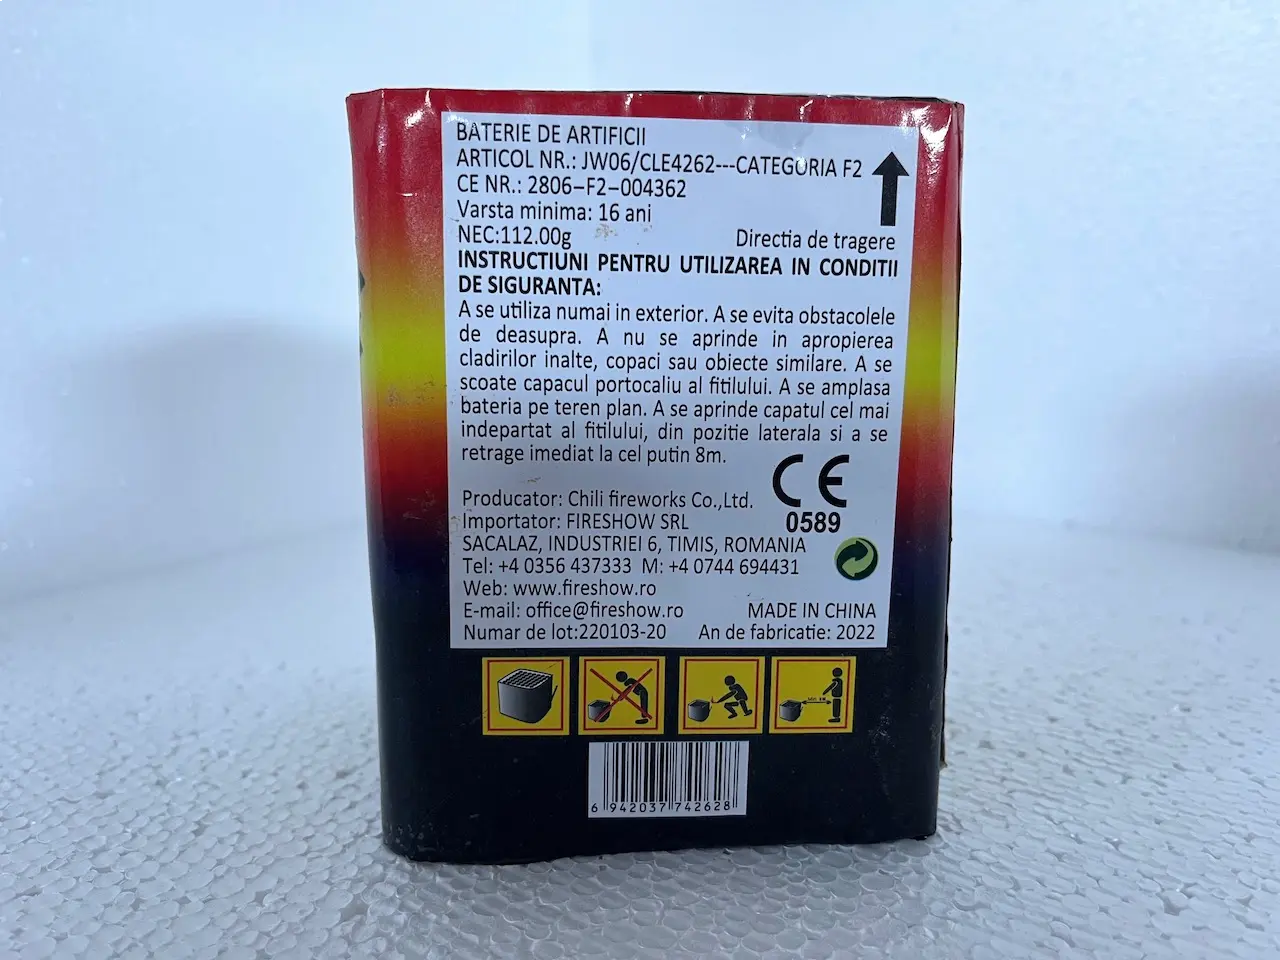 BATERIE DE ARTIFICII
ARTICOL NR.: JW06/CLE4262---CATEGORIA F2
CE NR.: 2806-F2-004362
Varsta minima: 16 ani
NEC:112.00g
Directia de tragere
INSTRUCTIUNI PENTRU UTILIZAREA IN CONDITII
DE SIGURANTA:
A se utiliza numai in exterior. A se evita obstacolele
de deasupra. A nu se aprinde in apropierea
cladirilor inalte, copaci sau obiecte similare. A se
scoate capacul portocaliu al fitilului. A se amplasa
bateria pe teren plan. A se aprinde capatul cel mai
indepartat al fitilului, din pozitie laterala si a se
retrage imediat la cel putin 8m.
CE
0589
Producator: Chili fireworks Co.,Ltd.
Importator: FIRESHOW SRL
SACALAZ, INDUSTRIEI 6, TIMIS, ROMANIA
Tel: +4 0356 437333 M: +4 0744 694431
Web: www.fireshow.ro
E-mail: office@fireshow.ro
MADE IN CHINA
Numar de lot:220103-20
An de fabricatie: 2022
6 942037 742628